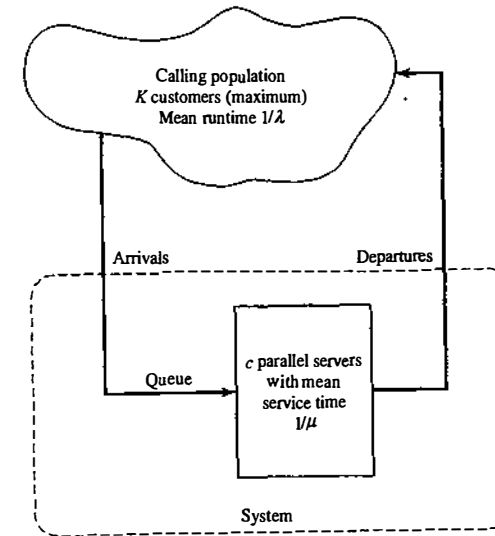 Calling population
K customers (maximum)
Mean runtime 1/λ
Arrivals
Departures
Queue
c parallel servers
with mean
service time
1/μ
System